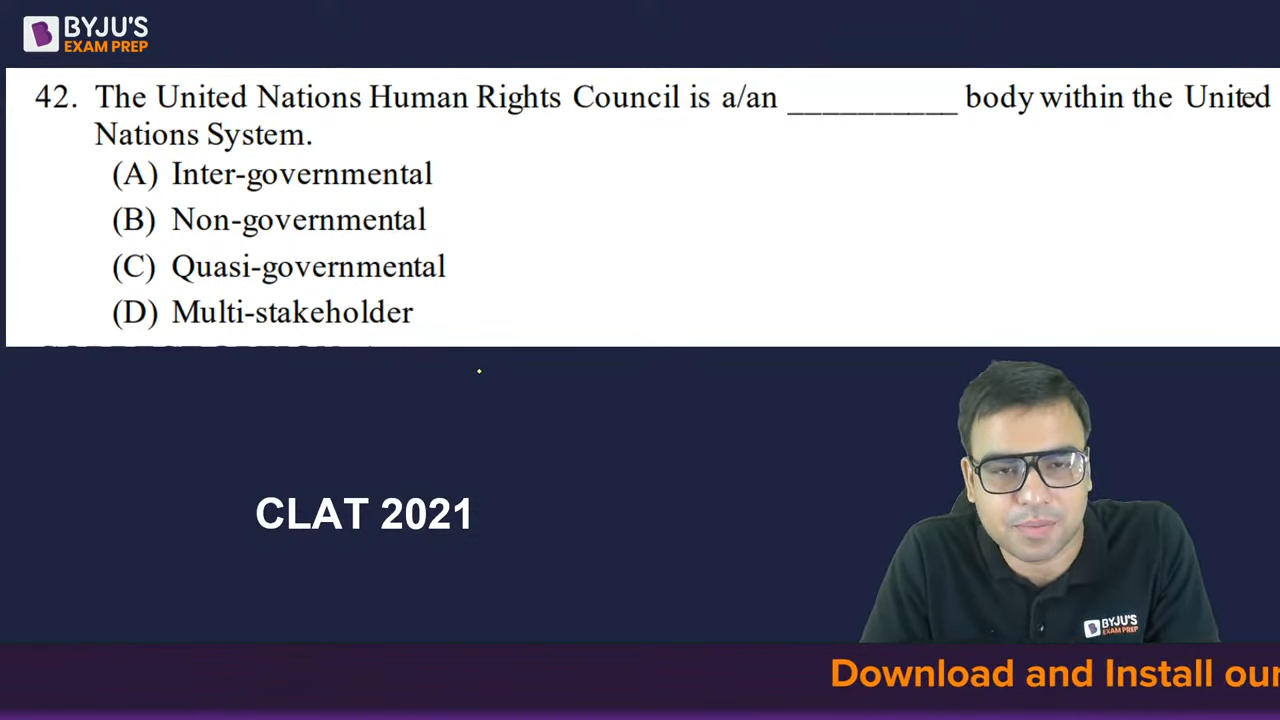 BYJU'S
EXAM PREP
42. The United Nations Human Rights Council is a/an __________ body within the United
Nations System.
(A) Inter-governmental
(B) Non-governmental
(C) Quasi-governmental
(D) Multi-stakeholder
CLAT 2021
BYJU'S
EXAM PREP
Download and Install our